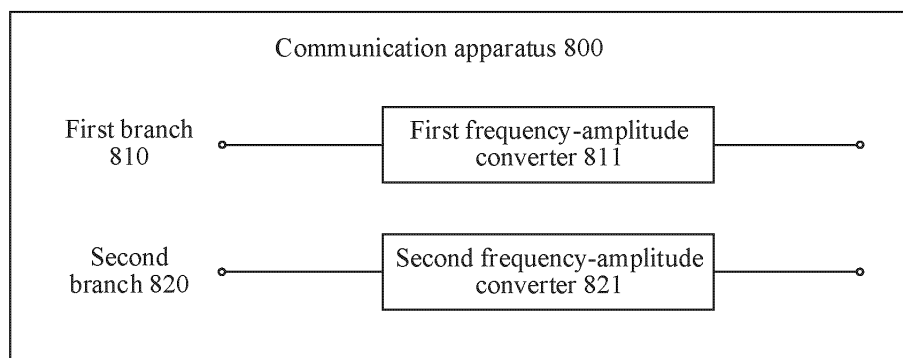 Communication apparatus 800
First branch
810
First frequency-amplitude
converter 811
Second
branch 820
Second frequency-amplitude
converter 821